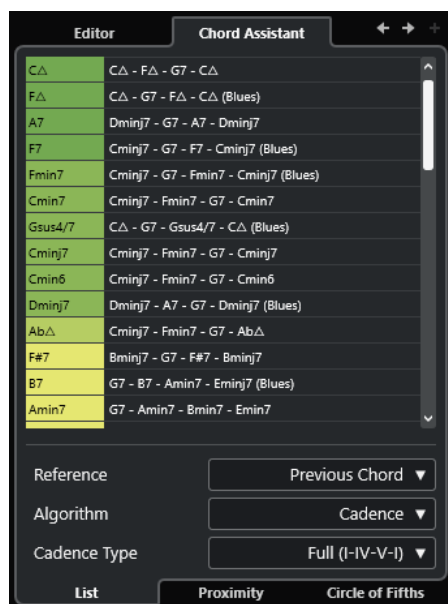 Editor Chord Assistant
C△ C△ - F△ - G7 - C△
F△ C△ - G7 - F△ - C△ (Blues)
A7 Dminj7 - G7 - A7 - Dminj7
F7 Cminj7 - G7 - F7 - Cminj7 (Blues)
Fmin7 Cminj7 - G7 - Fmin7 - Cminj7 (Blues)
Cmin7 Cminj7 - Fmin7 - G7 - Cmin7
Gsus4/7 C△ - G7 - Gsus4/7 - C△ (Blues)
Cminj7 Cminj7 - Fmin7 - G7 - Cminj7
Cmin6 Cminj7 - Fmin7 - G7 - Cmin6
Dminj7 Dminj7 - A7 - G7 - Dminj7 (Blues)
Ab△ Cminj7 - Fmin7 - G7 - Ab△
F#7 Bminj7 - G7 - F#7 - Bminj7
B7 G7 - B7 - Amin7 - Eminj7 (Blues)
Amin7 G7 - Amin7 - Bmin7 - Emin7
Reference Previous Chord
Algorithm Cadence
Cadence Type Full (I-IV-V-I)
List Proximity Circle of Fifths